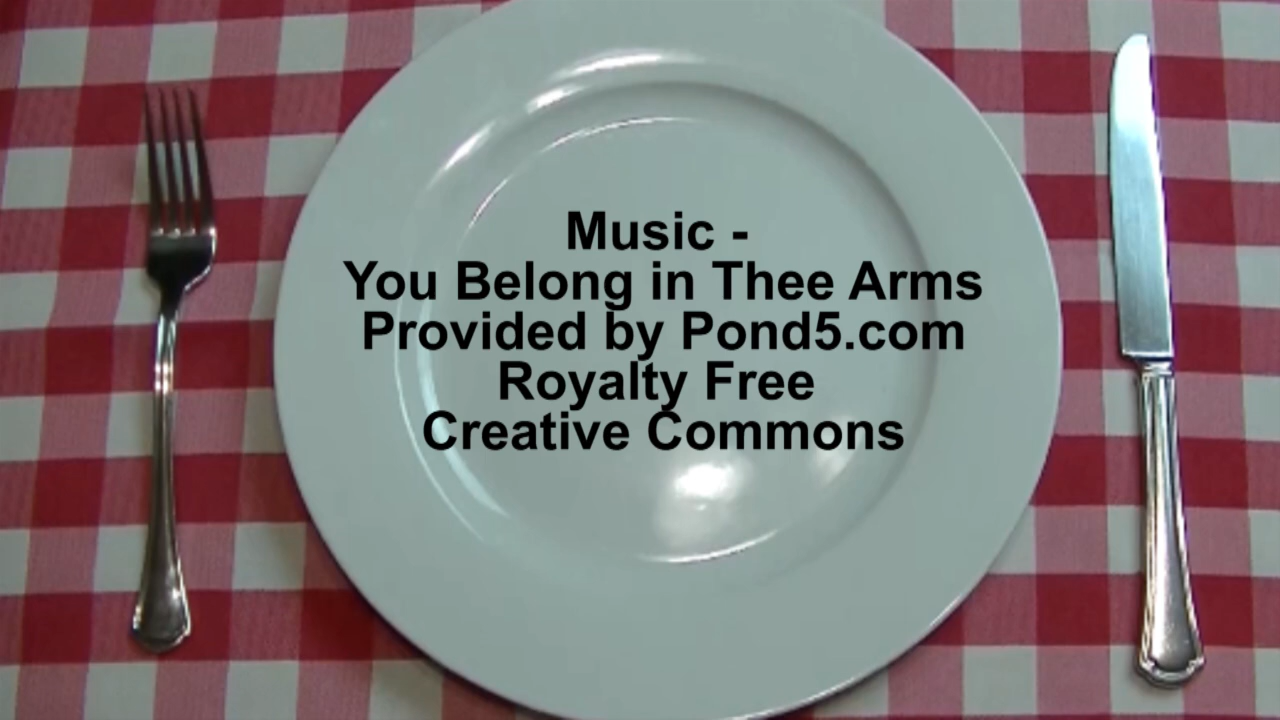 Music -
You Belong in Thee Arms
Provided by Pond5.com
Royalty Free
Creative Commons